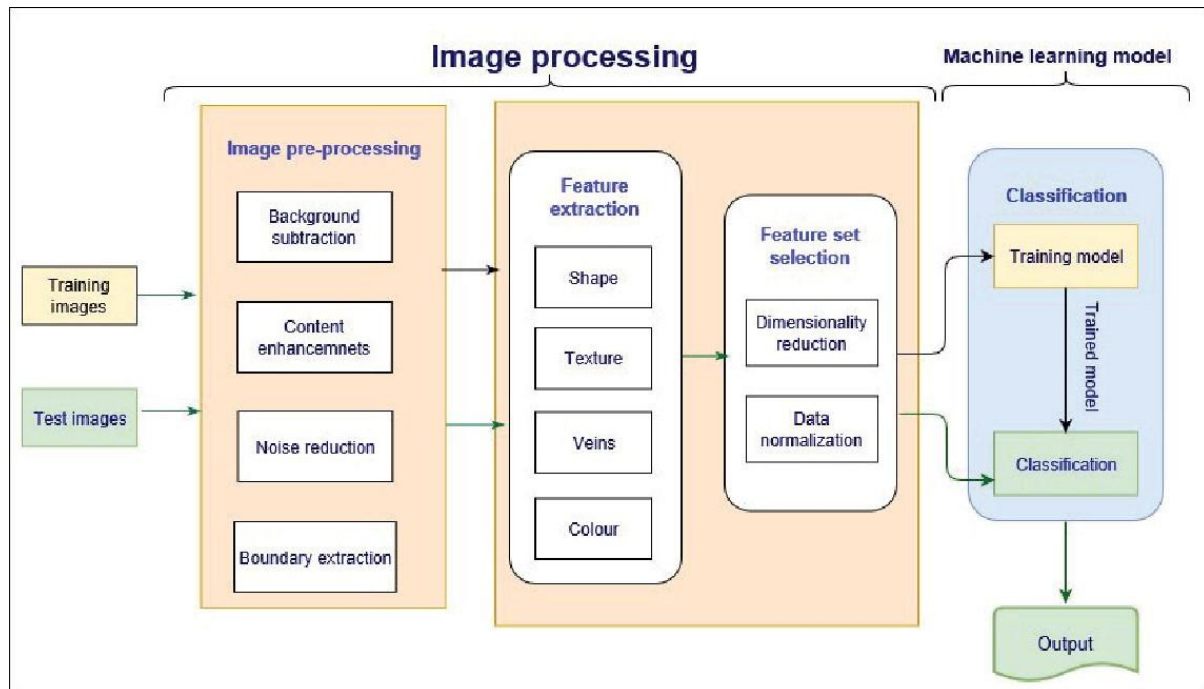 Image processing
Machine learning model
Training
images
Test images
Image pre-processing
Background
subtraction
Content
enhancemnets
Noise reduction
Boundary extraction
Feature
extraction
Shape
Texture
Veins
Colour
Feature set
selection
Dimensionality
reduction
Data
normalization
Classification
Training model
Trained model
Classification
Output